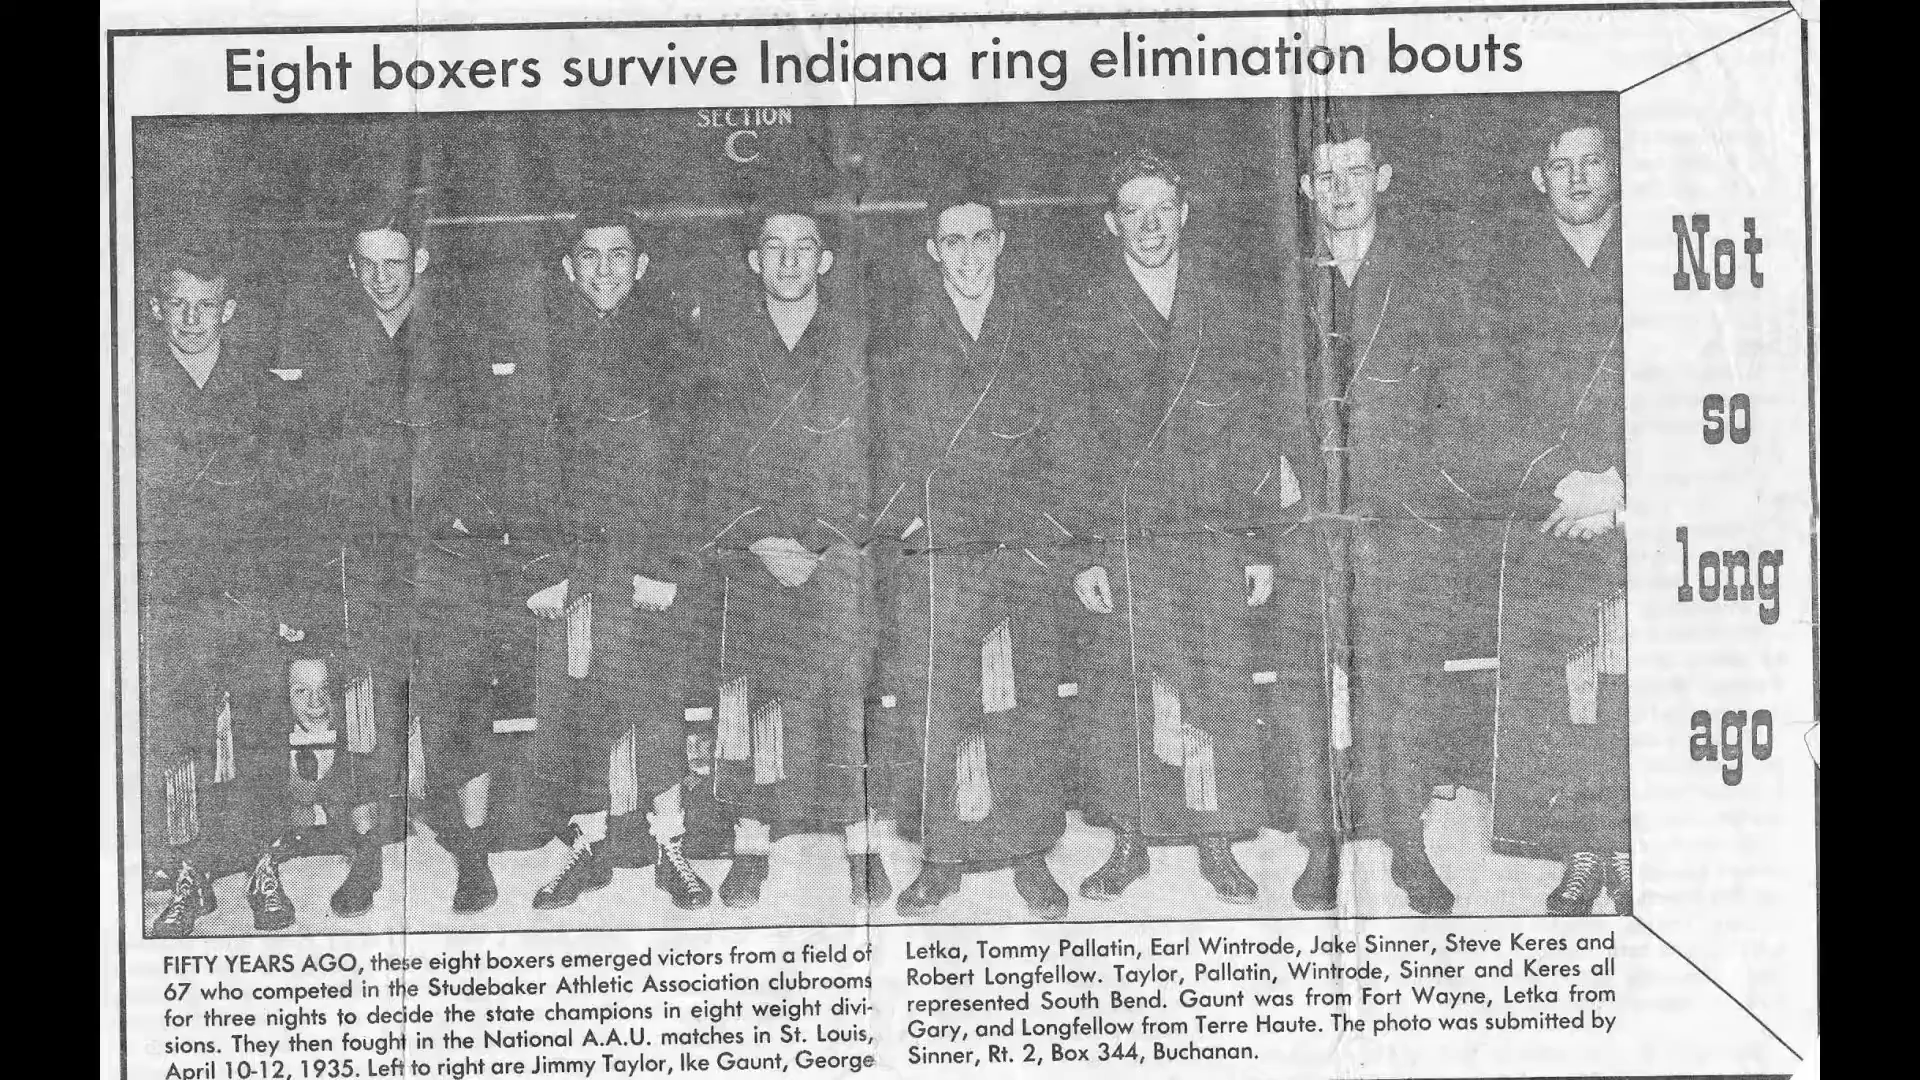 Eight boxers survive Indiana ring elimination bouts
SECTION
C
Not
so
long
ago
FIFTY YEARS AGO, these eight boxers emerged victors from a field of
67 who competed in the Studebaker Athletic Association clubrooms
for three nights to decide the state champions in eight weight divi-
sions. They then fought in the National A.A.U. matches in St. Louis,
April 10-12, 1935. Left to right are Jimmy Taylor, Ike Gaunt, George
Letka, Tommy Pallatin, Earl Wintrode, Jake Sinner, Steve Keres and
Robert Longfellow. Taylor, Pallatin, Wintrode, Sinner and Keres all
represented South Bend. Gaunt was from Fort Wayne, Letka from
Gary, and Longfellow from Terre Haute. The photo was submitted by
Sinner, Rt. 2, Box 344, Buchanan.